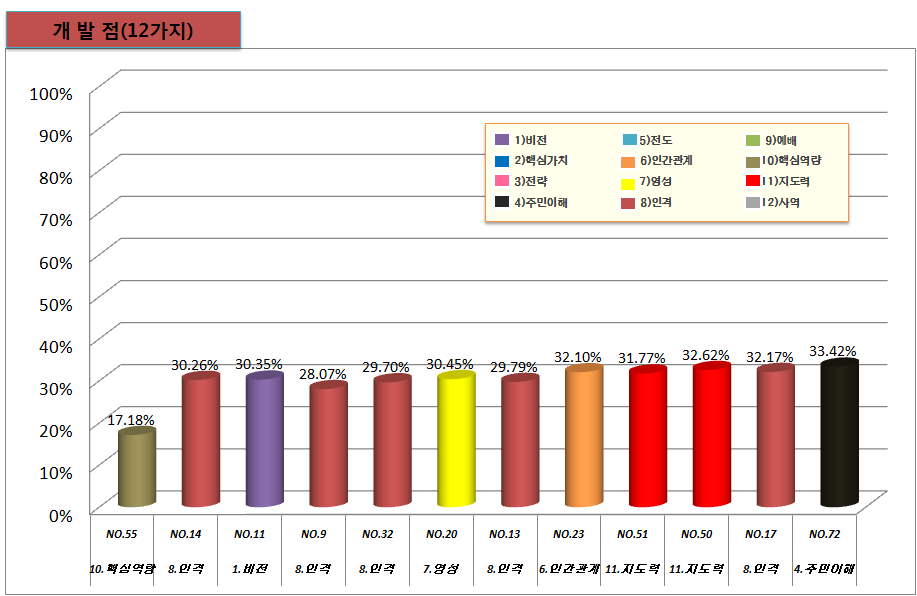 개 발 점(12가지)
100%
90%
80%
70%
60%
50%
40%
30%
20%
10%
0%
1)비전 5)전도 9)예배
2)핵심가치 6)인간관계 10)핵심역량
3)전략 7)영성 11)지도력
4)주민이해 8)인격 12)사역
17.18% 30.26% 30.35% 28.07% 29.70% 30.45% 29.79% 32.10% 31.77% 32.62% 32.17% 33.42%
NO.55 NO.14 NO.11 NO.9 NO.32 NO.20 NO.13 NO.23 NO.51 NO.50 NO.17 NO.72
10.핵심역량 8.인격 1.비전 8.인격 8.인격 7.영성 8.인격 6.인간관계 11.지도력 11.지도력 8.인격 4.주민이해